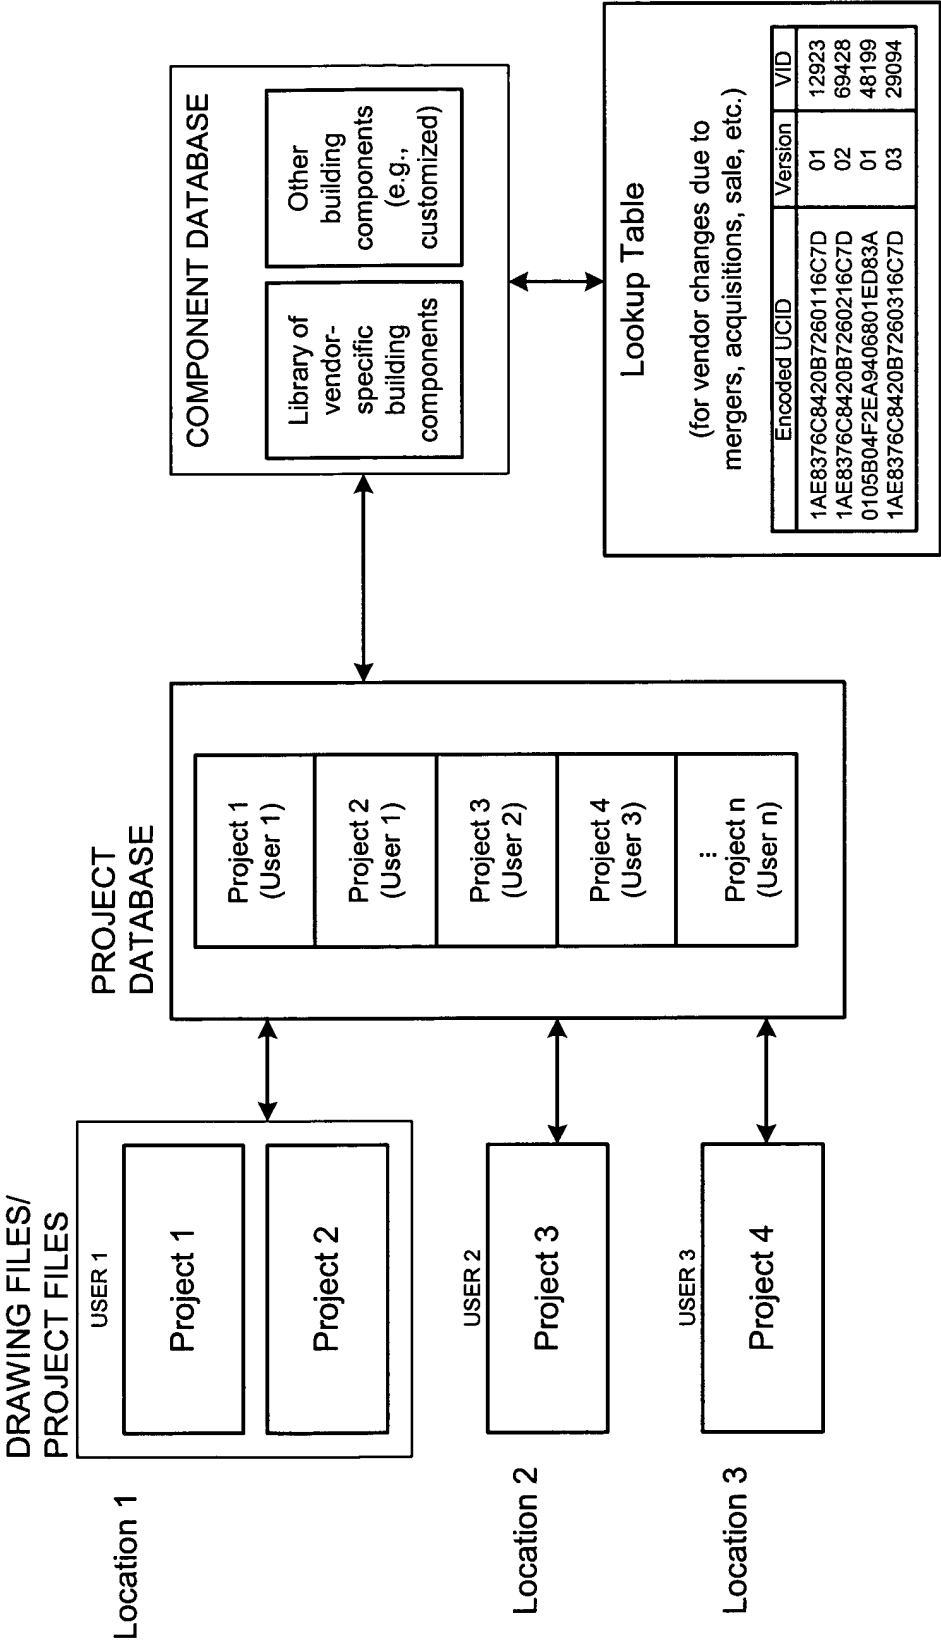 DRAWING FILES/
PROJECT FILES
Location 1
USER 1
Project 1
Project 2
Location 2
USER 2
Project 3
Location 3
USER 3
Project 4
PROJECT
DATABASE
Project 1
(User 1)
Project 2
(User 1)
Project 3
(User 2)
Project 4
(User 3)
...
Project n
(User n)
COMPONENT DATABASE
Library of
vendor-
specific
building
components
Other
building
components
(e.g.,
customized)
Lookup Table
(for vendor changes due to
mergers, acquisitions, sale, etc.)
Encoded UCID Version VID
1AE8376C8420B7260116C7D 01 12923
1AE8376C8420B7260216C7D 02 69428
0105B04F2EA9406801ED83A 01 48199
1AE8376C8420B7260316C7D 03 29094